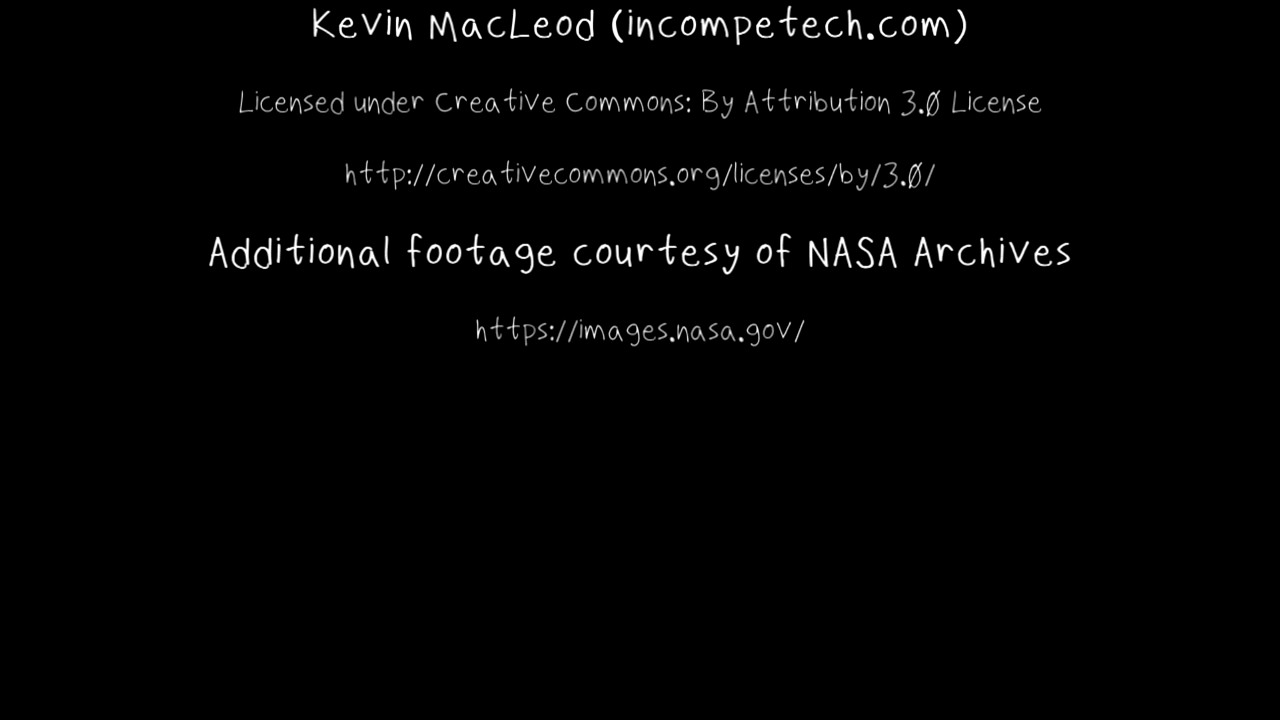 Kevin MacLeod (incompetech.com)
Licensed under Creative Commons: By Attribution 3.0 License
http://creativecommons.org/licenses/by/3.0/
Additional footage courtesy of NASA Archives
https://images.nasa.gov/